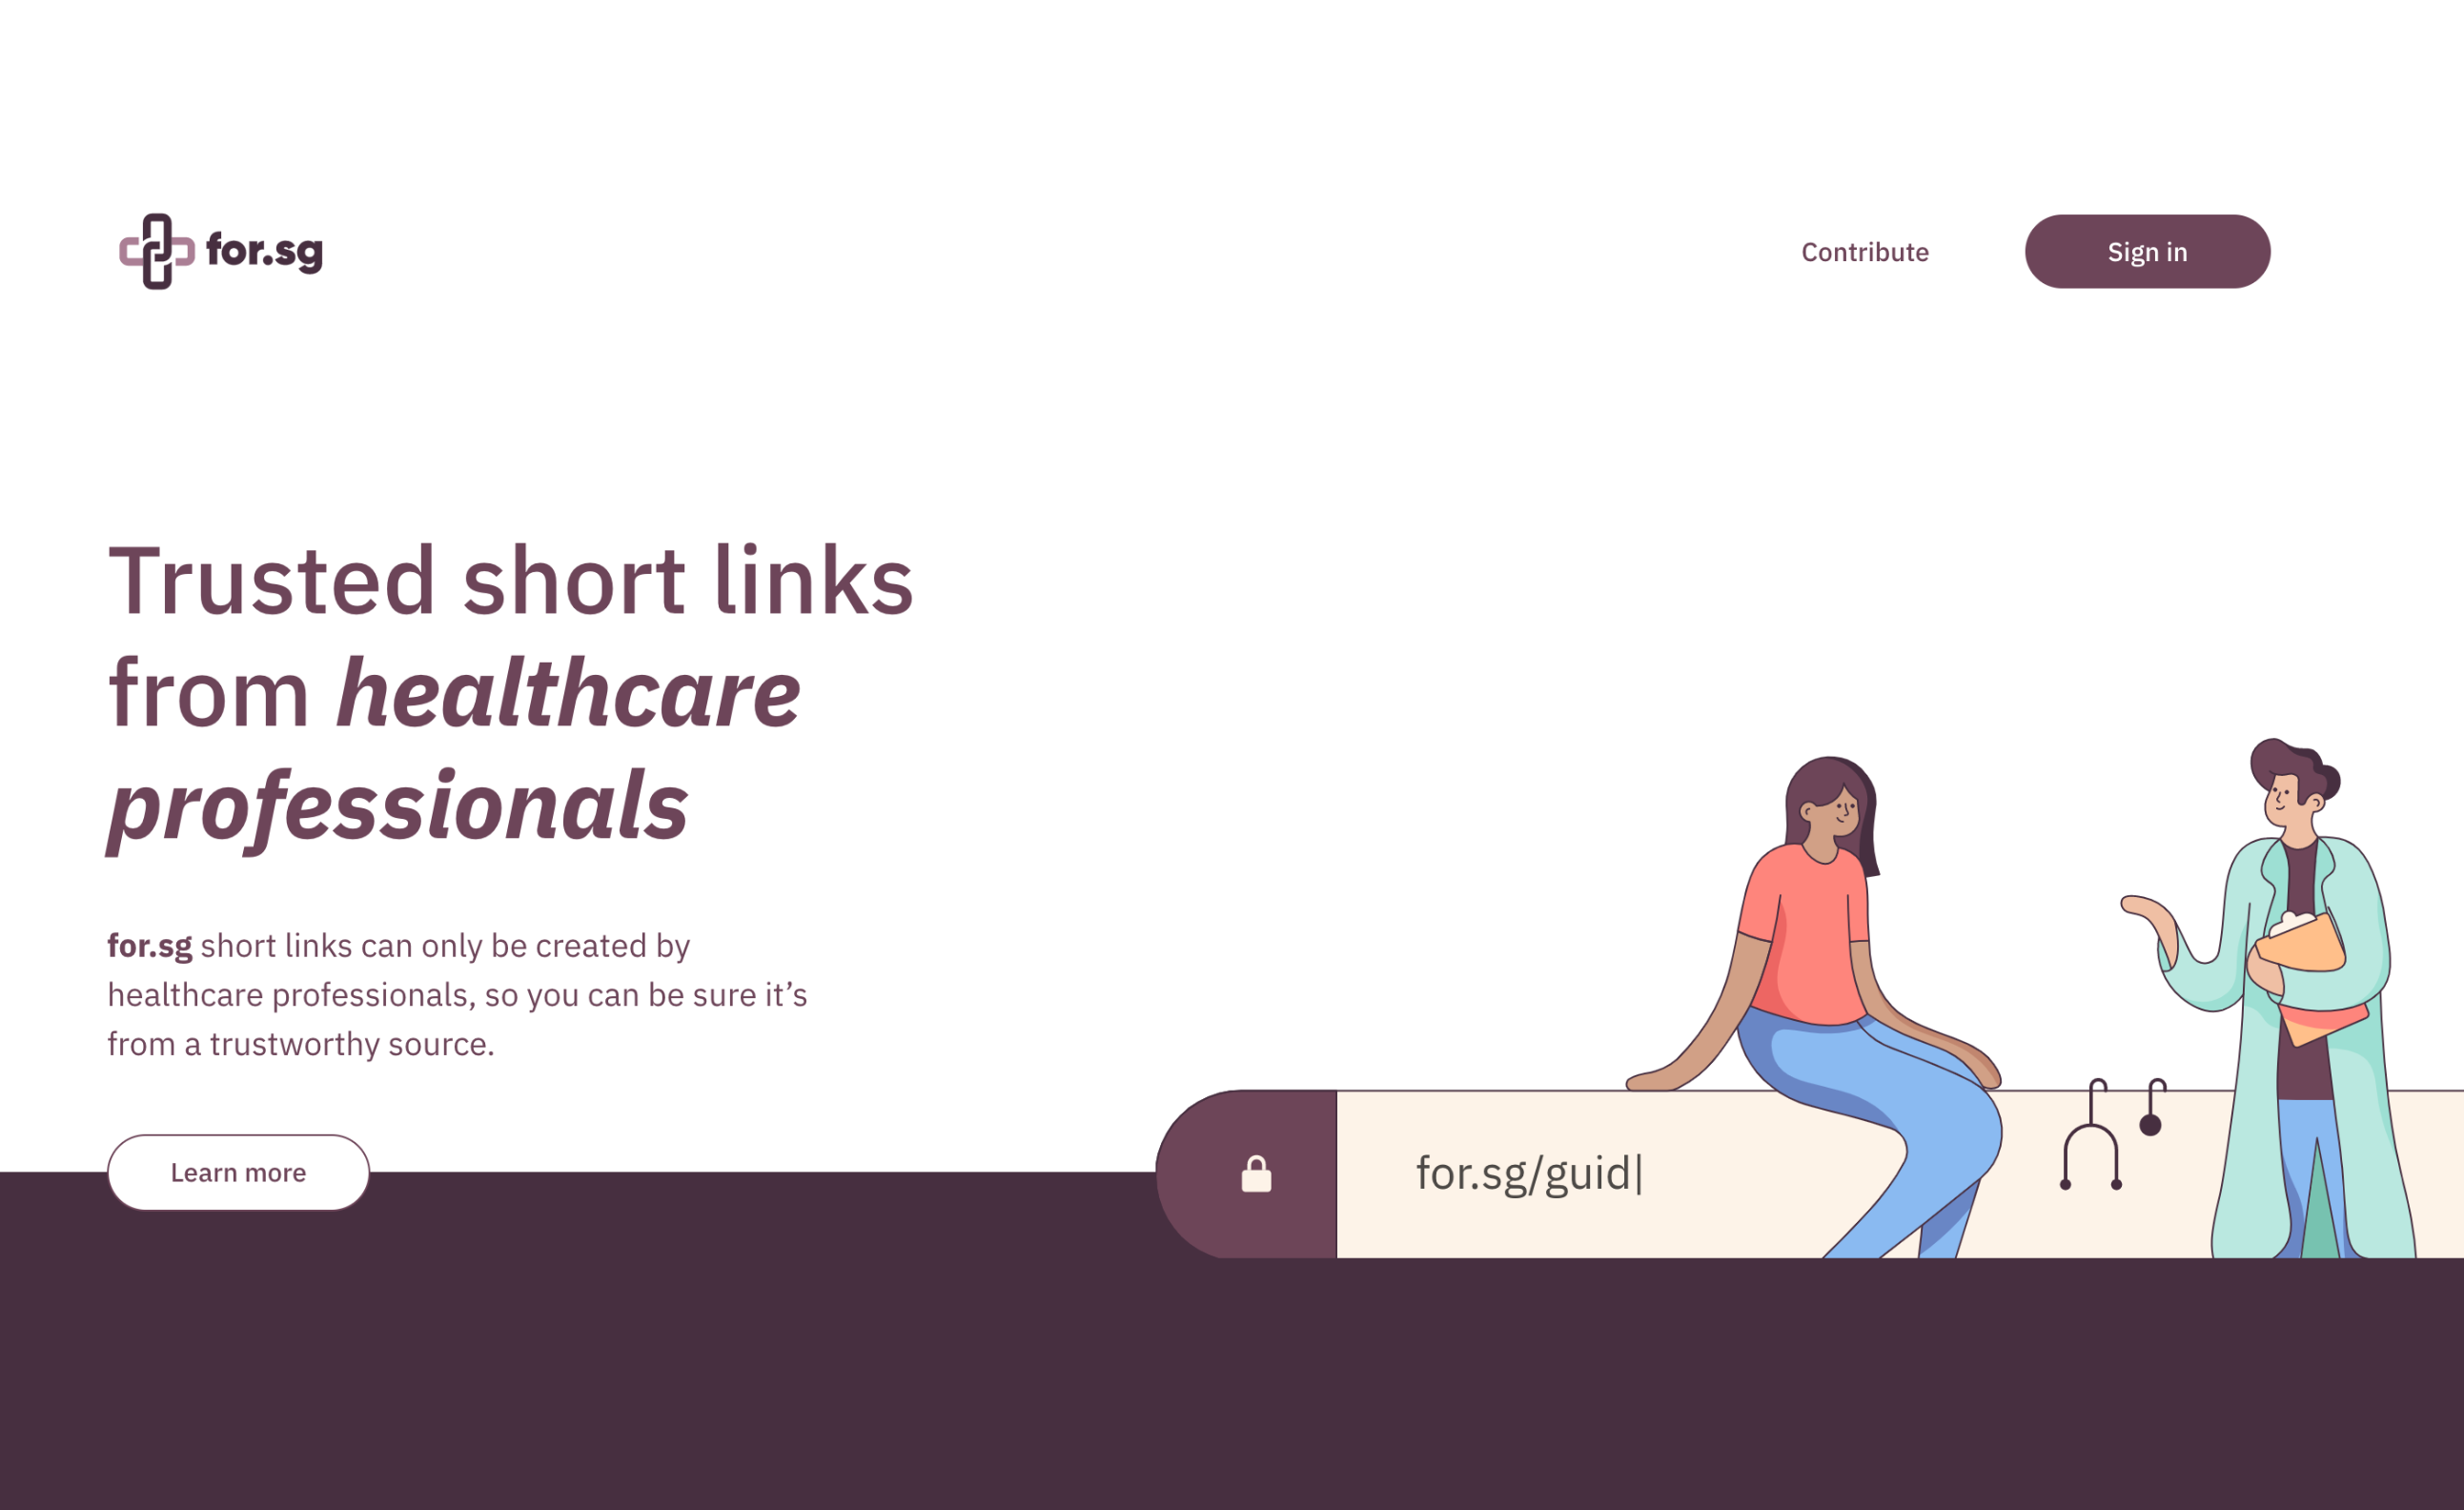 for.sg
Contribute
Sign in
Trusted short links
from healthcare
professionals
for.sg short links can only be created by
healthcare professionals, so you can be sure it’s
from a trustworthy source.
Learn more
for.sg/guid|